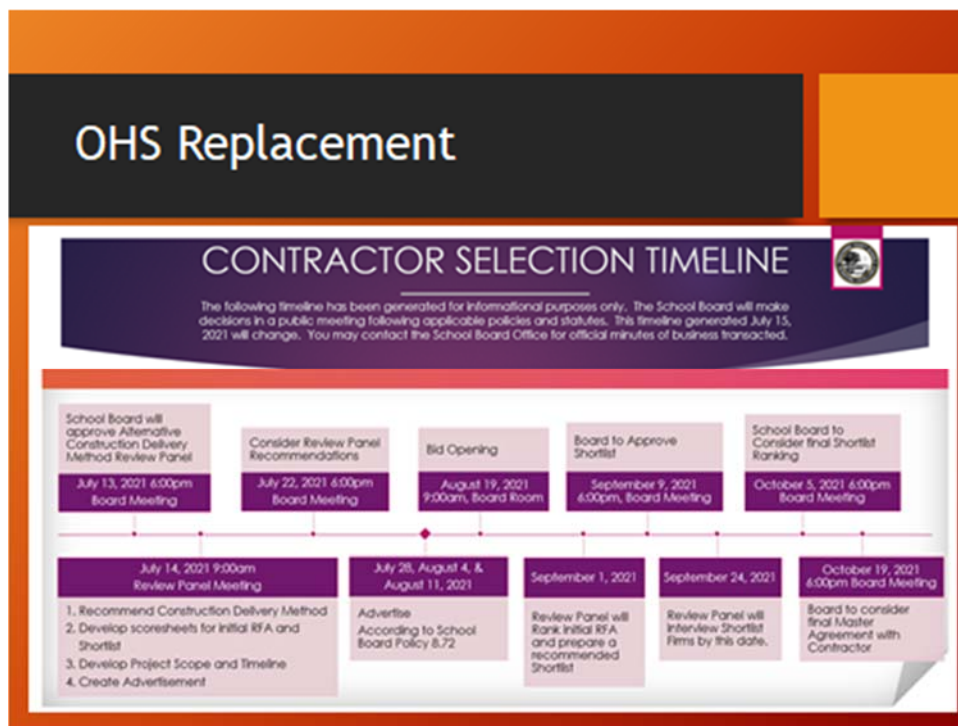 OHS Replacement
CONTRACTOR SELECTION TIMELINE
The following timeline has been generated for informational purposes only. The School Board will make
decisions in a public meeting following applicable policies and statutes. This timeline generated July 15,
2021 will change. You may contact the School Board Office for official minutes of business transacted.
School Board will
approve Alternative
Construction Delivery
Method Review Panel
July 13, 2021 6:00pm
Board Meeting
Consider Review Panel
Recommendations
July 22, 2021 6:00pm
Board Meeting
Bid Opening
August 19, 2021
9:00am, Board Room
Board to Approve
Shortlist
September 9, 2021
6:00pm, Board Meeting
School Board to
Consider final Shortlist
Ranking
October 5, 2021 6:00pm
Board Meeting
July 14, 2021 9:00am
Review Panel Meeting
1. Recommend Construction Delivery Method
2. Develop scoresheets for initial RFA and
Shortlist
3. Develop Project Scope and Timeline
4. Create Advertisement
July 28, August 4, &
August 11, 2021
Advertise
According to School
Board Policy 8.72
September 1, 2021
Review Panel will
Rank initial RFA
and prepare a
recommended
Shortlist
September 24, 2021
Review Panel will
interview Shortlist
Firms by this date.
October 19, 2021
6:00pm Board Meeting
Board to consider
final Master
Agreement with
Contractor